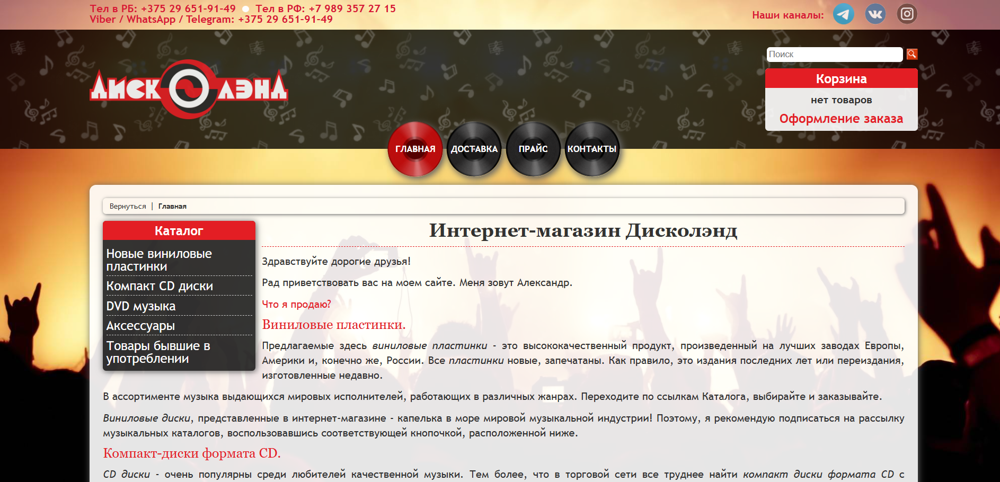 Тел в РБ: +375 29 651-91-49 Тел в РФ: +7 989 357 27 15
Viber / WhatsApp / Telegram: +375 29 651-91-49
Наши каналы:
ДИСКОЛЭНД
Поиск
Корзина
нет товаров
Оформление заказа
ГЛАВНАЯ
ДОСТАВКА
ПРАЙС
КОНТАКТЫ
Вернуться | Главная
Каталог
Новые виниловые
пластинки
Компакт CD диски
DVD музыка
Аксессуары
Товары бывшие в
употреблении
Интернет-магазин Дисколэнд
Здравствуйте дорогие друзья!
Рад приветствовать вас на моем сайте. Меня зовут Александр.
Что я продаю?
Виниловые пластинки.
Предлагаемые здесь виниловые пластинки - это высококачественный продукт, произведенный на лучших заводах Европы,
Америки и, конечно же, России. Все пластинки новые, запечатаны. Как правило, это издания последних лет или переиздания,
изготовленные недавно.
В ассортименте музыка выдающихся мировых исполнителей, работающих в различных жанрах. Переходите по ссылкам Каталога, выбирайте и заказывайте.
Виниловые диски, представленные в интернет-магазине - капелька в море мировой музыкальной индустрии! Поэтому, я рекомендую подписаться на рассылку
музыкальных каталогов, воспользовавшись соответствующей кнопочкой, расположенной ниже.
Компакт-диски формата CD.
CD диски - очень популярны среди любителей качественной музыки. Тем более, что в торговой сети все труднее найти компакт диски формата CD с